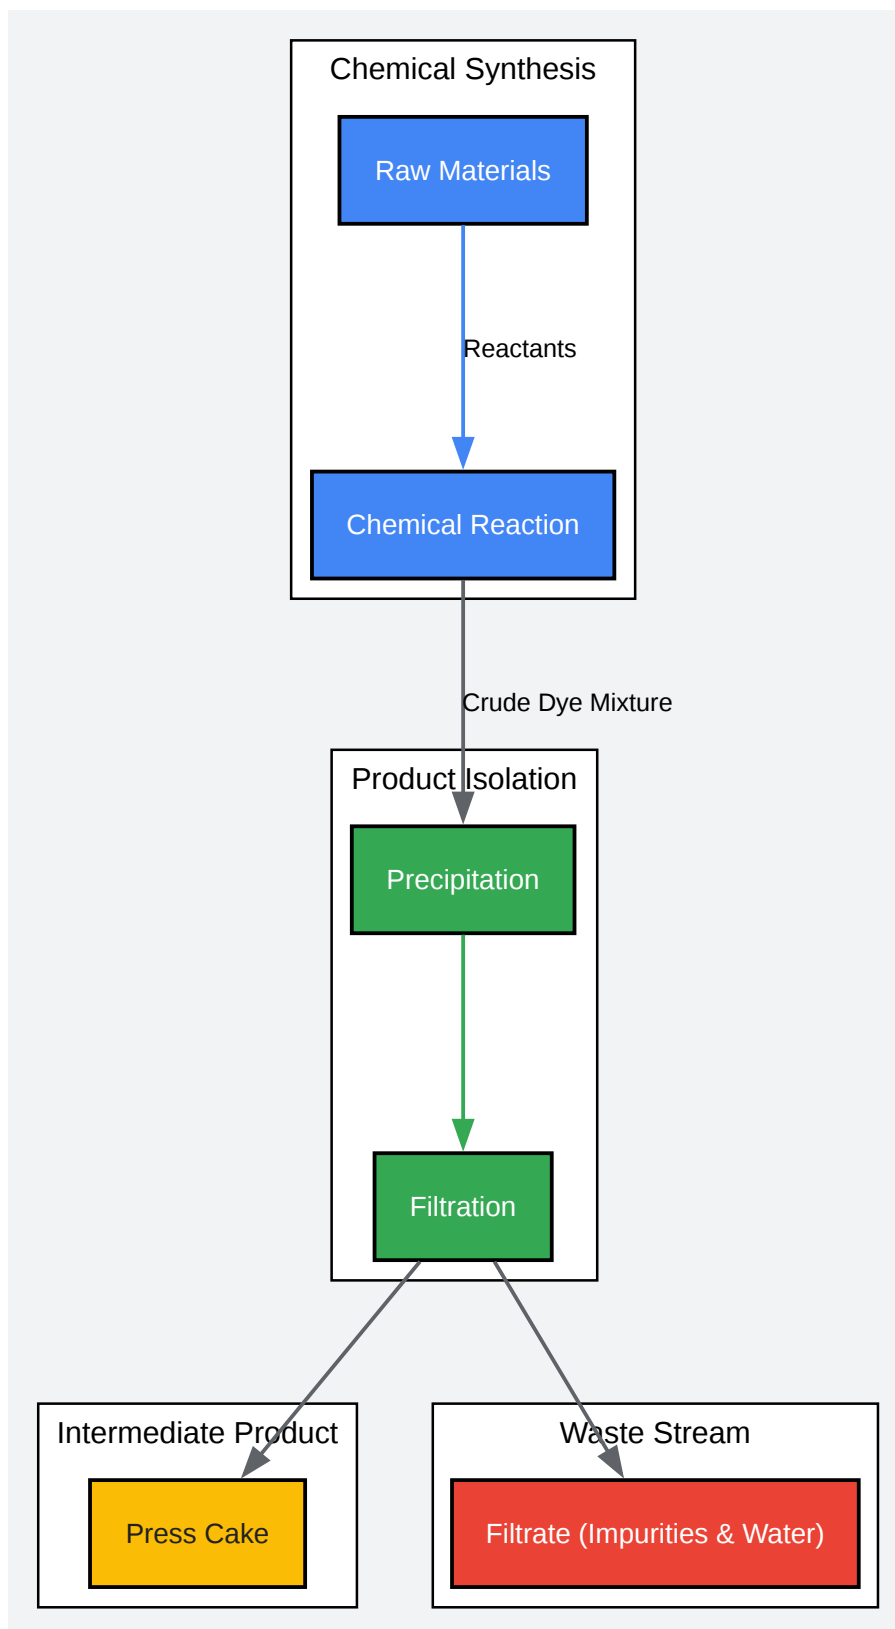 Chemical Synthesis
Raw Materials
Reactants
Chemical Reaction
Crude Dye Mixture
Product Isolation
Precipitation
Filtration
Intermediate Product
Waste Stream
Press Cake
Filtrate (Impurities & Water)